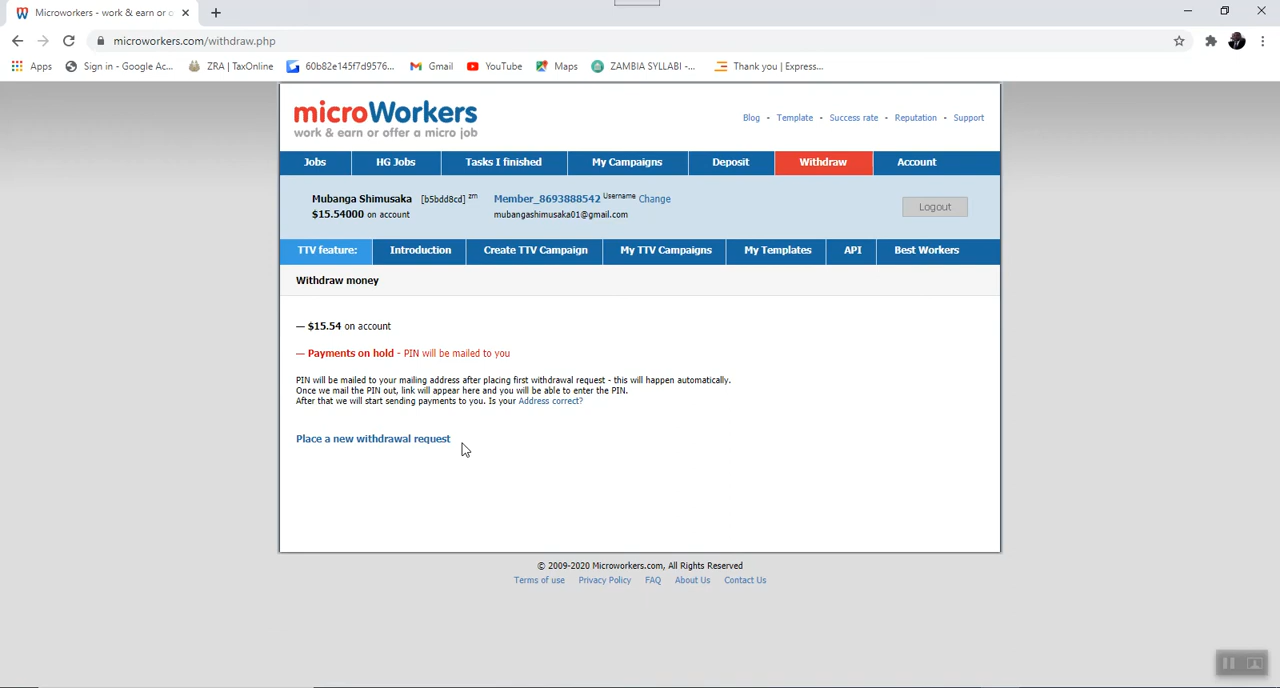 Microworkers - work & earn or o
microworkers.com/withdraw.php
Apps Sign in - Google Ac... ZRA | TaxOnline 60b82e145f7d9576... Gmail YouTube Maps ZAMBIA SYLLABI -... Thank you | Express...
microWorkers
work & earn or offer a micro job
Blog - Template - Success rate - Reputation - Support
Jobs HG Jobs Tasks I finished My Campaigns Deposit Withdraw Account
Mubanga Shimusaka [b5bdd8cd] zm Member_8693888542 Username Change
$15.54000 on account mubangashimusaka01@gmail.com
Logout
TTV feature: Introduction Create TTV Campaign My TTV Campaigns My Templates API Best Workers
Withdraw money
— $15.54 on account
— Payments on hold - PIN will be mailed to you
PIN will be mailed to your mailing address after placing first withdrawal request - this will happen automatically.
Once we mail the PIN out, link will appear here and you will be able to enter the PIN.
After that we will start sending payments to you. Is your Address correct?
Place a new withdrawal request
© 2009-2020 Microworkers.com, All Rights Reserved
Terms of use Privacy Policy FAQ About Us Contact Us